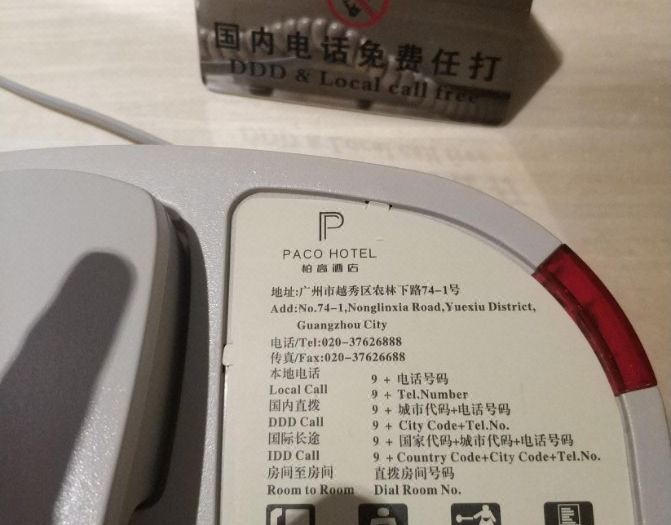 国内电话免费任打
DDD & Local call free
P
PACO HOTEL
柏高酒店
地址:广州市越秀区农林下路74-1号
Add:No.74-1,Nonglinxia Road,Yuexiu District,
Guangzhou City
电话/Tel:020-37626888
传真/Fax:020-37626688
本地电话 9 + 电话号码
Local Call 9 + Tel.Number
国内直拨 9 + 城市代码+电话号码
DDD Call 9 + City Code+Tel.No.
国际长途 9 + 国家代码+城市代码+电话号码
IDD Call 9 + Country Code+City Code+Tel.No.
房间至房间 直拨房间号码
Room to Room Dial Room No.